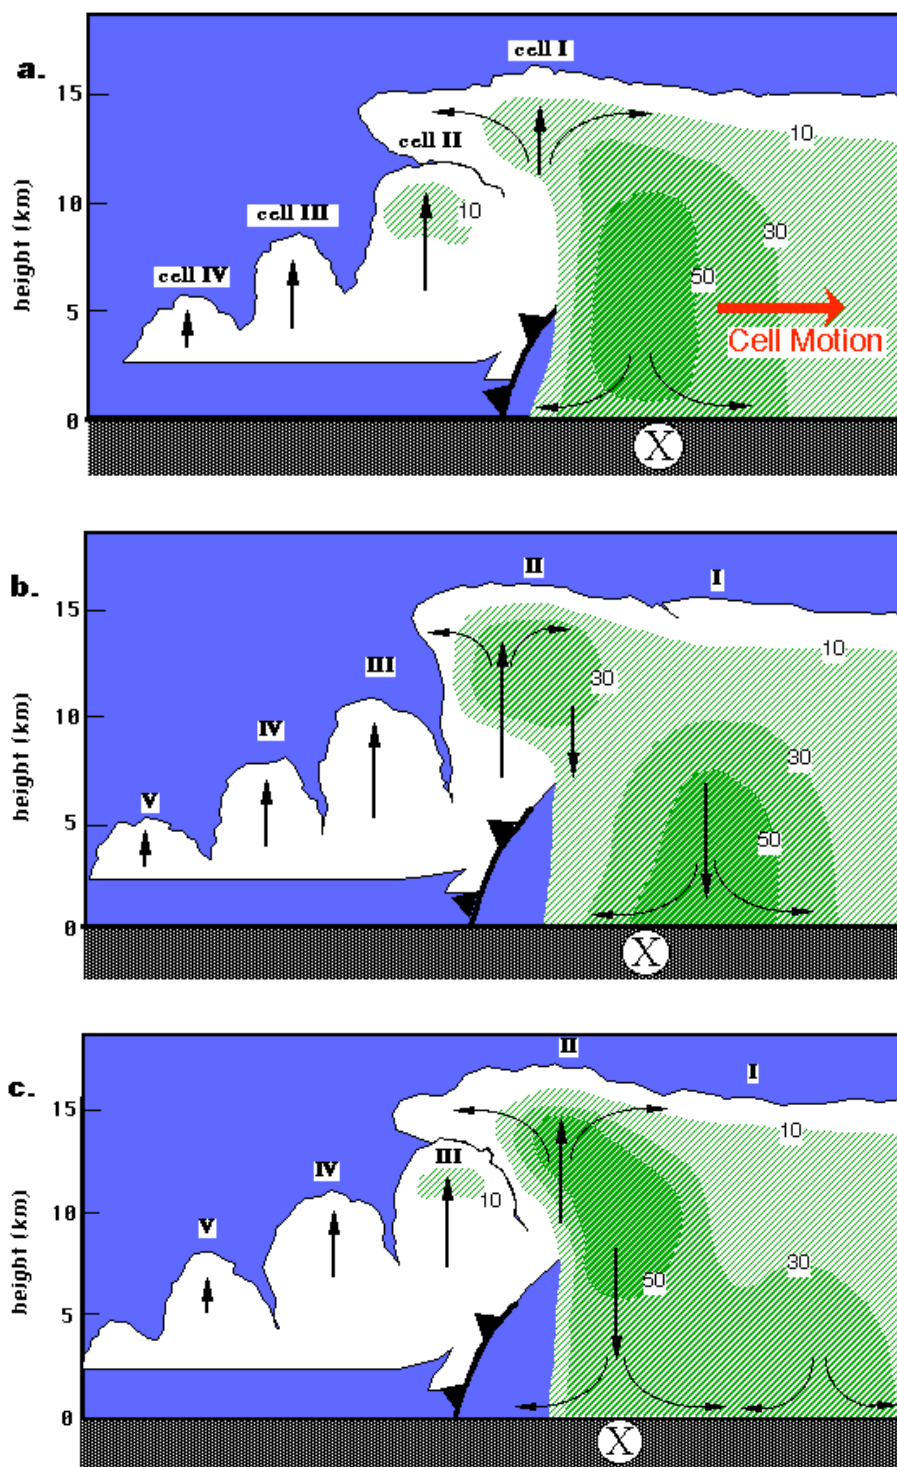 a.
cell I
15
10
cell II
10
10
cell III
30
cell IV
50
height (km)
5
Cell Motion
0
X
b.
II
I
15
10
III
30
10
IV
30
V
height (km)
5
50
0
X
c.
II
I
15
10
III
IV
10
10
V
30
50
height (km)
5
0
X